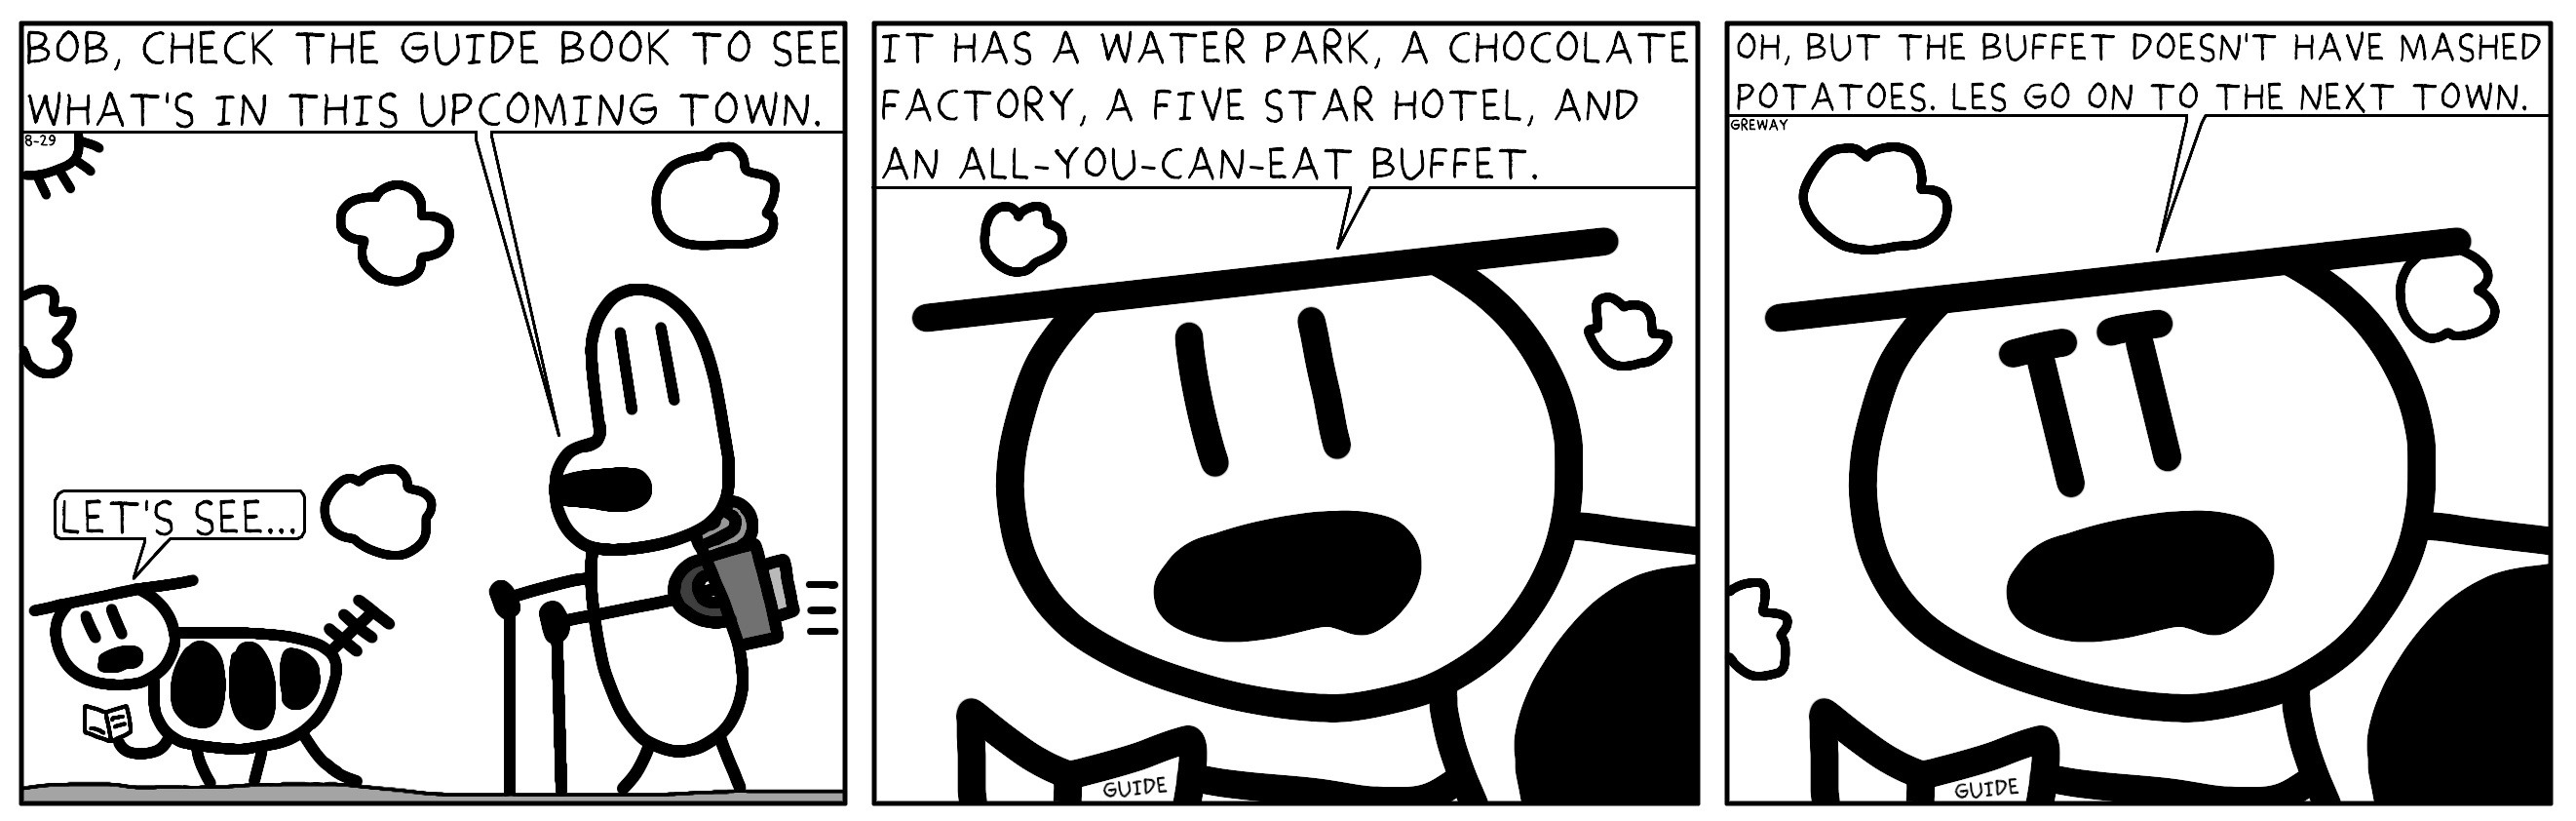 BOB, CHECK THE GUIDE BOOK TO SEE
WHAT'S IN THIS UPCOMING TOWN.
8-29
LET'S SEE...
IT HAS A WATER PARK, A CHOCOLATE
FACTORY, A FIVE STAR HOTEL, AND
AN ALL-YOU-CAN-EAT BUFFET.
GUIDE
OH, BUT THE BUFFET DOESN'T HAVE MASHED
POTATOES. LES GO ON TO THE NEXT TOWN.
GREWAY
GUIDE